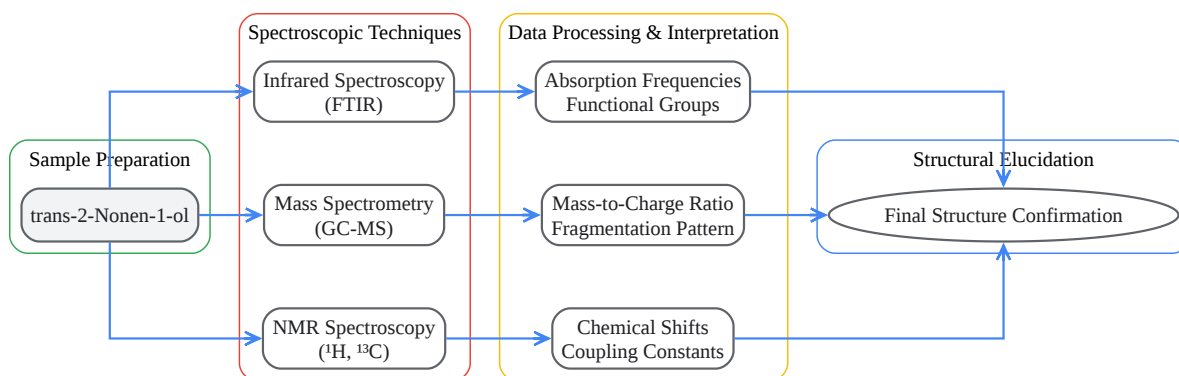 Spectroscopic Techniques
Data Processing & Interpretation
Infrared Spectroscopy
(FTIR)
Absorption Frequencies
Functional Groups
Sample Preparation
Structural Elucidation
trans-2-Nonen-1-ol
Mass Spectrometry
(GC-MS)
Mass-to-Charge Ratio
Fragmentation Pattern
Final Structure Confirmation
NMR Spectroscopy
(¹H, ¹³C)
Chemical Shifts
Coupling Constants